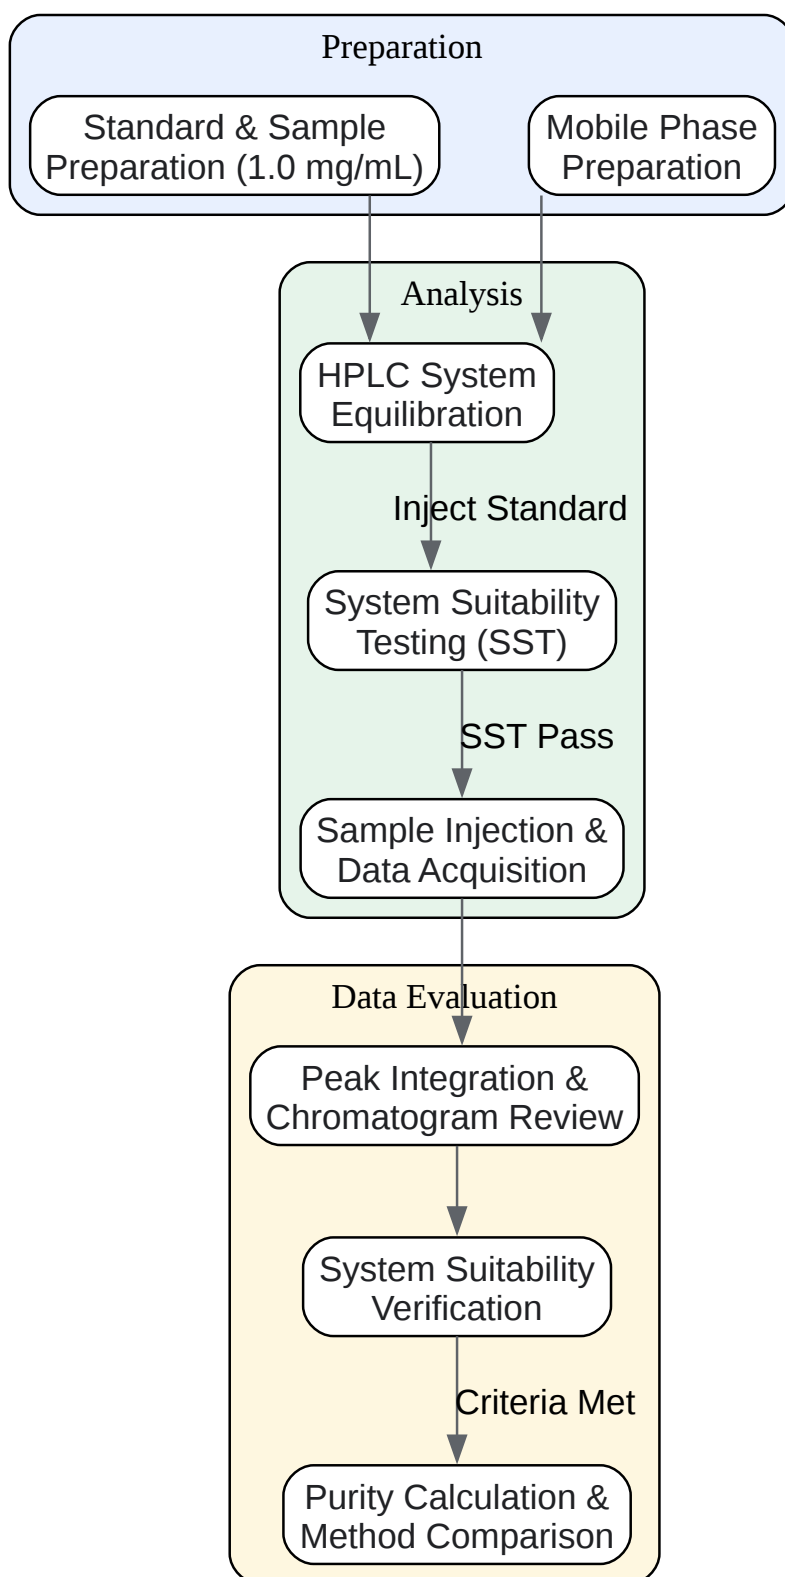 Preparation
Standard & Sample
Preparation (1.0 mg/mL)
Mobile Phase
Preparation
Analysis
HPLC System
Equilibration
Inject Standard
System Suitability
Testing (SST)
SST Pass
Sample Injection &
Data Acquisition
Data Evaluation
Peak Integration &
Chromatogram Review
System Suitability
Verification
Criteria Met
Purity Calculation &
Method Comparison